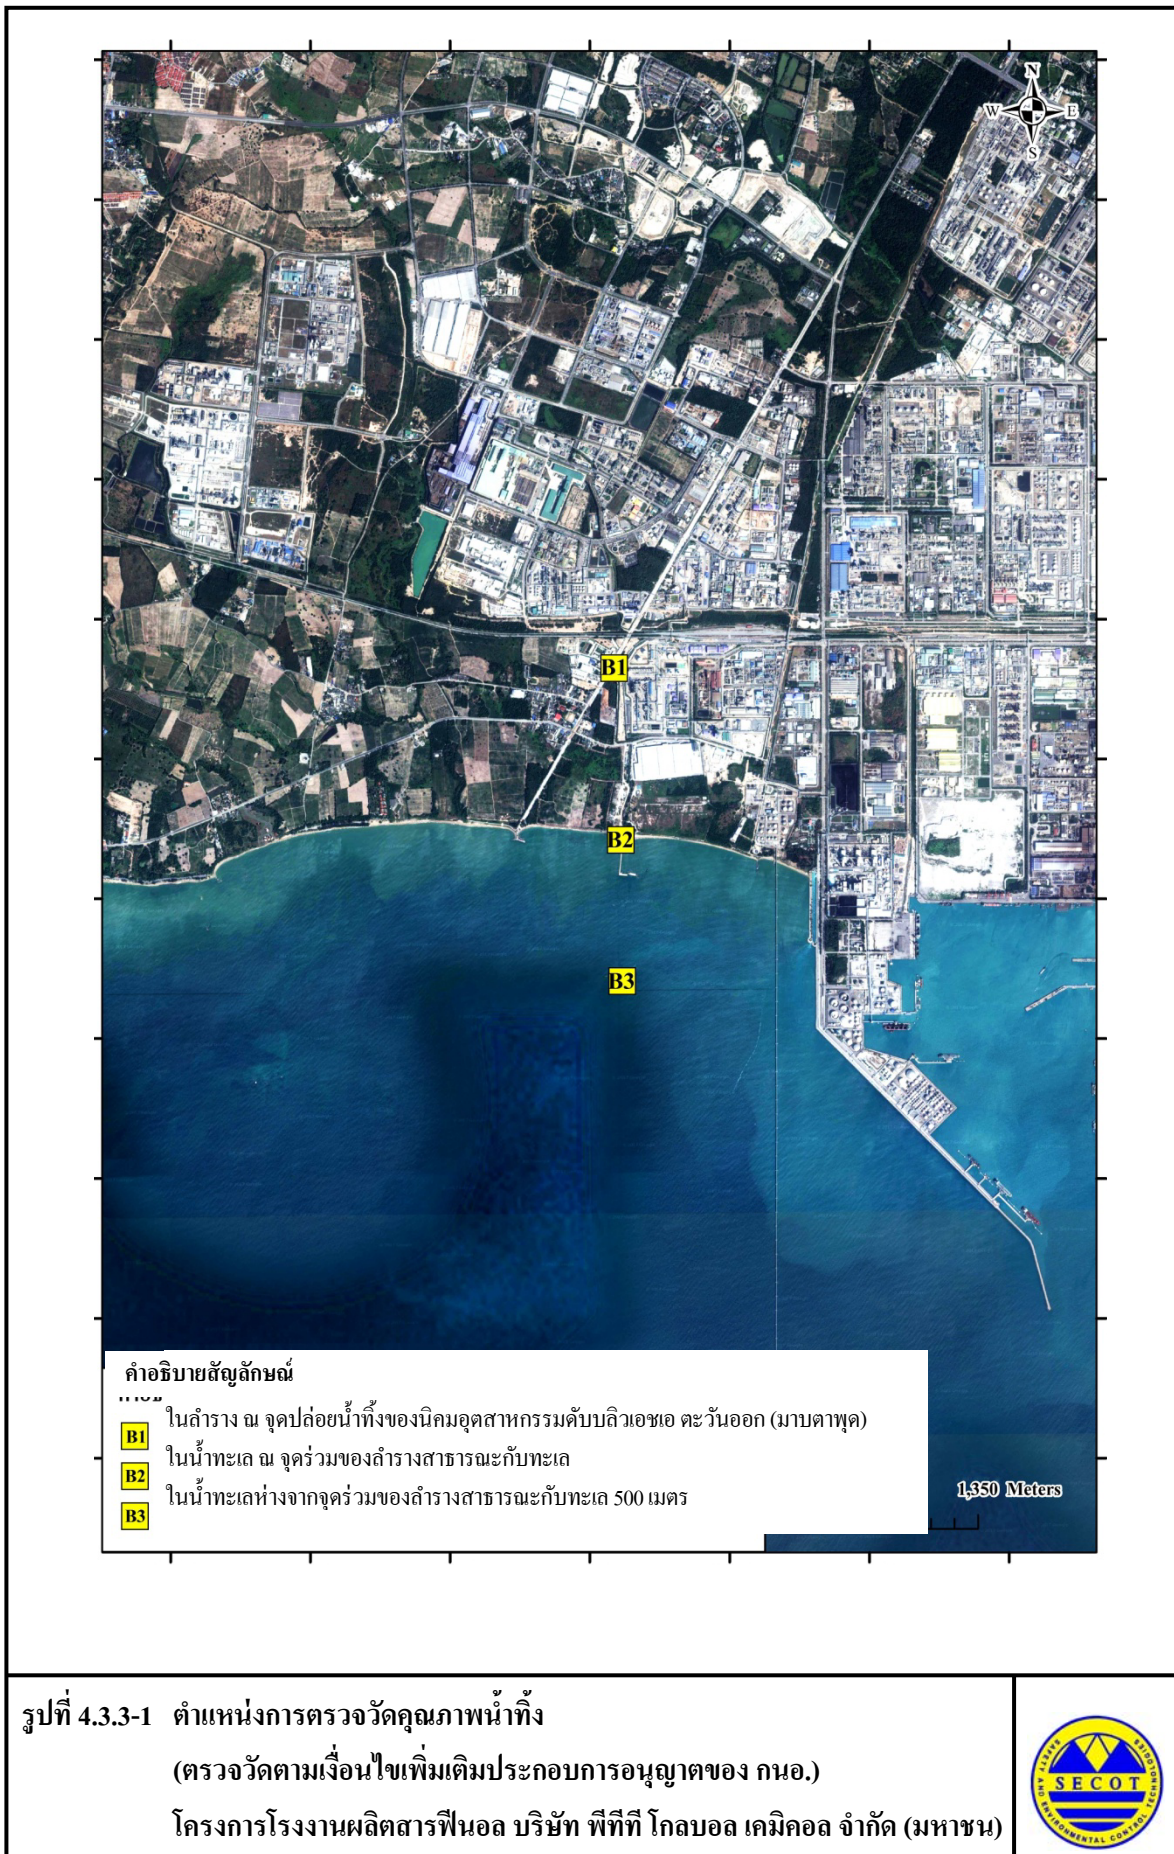 N
W E
S
B1
B2
B3
คำอธิบายสัญลักษณ์
B1 ในลำราง ณ จุดปล่อยน้ำทิ้งของนิคมอุตสาหกรรมดับบลิวเอชเอ ตะวันออก (มาบตาพุด)
B2 ในน้ำทะเล ณ จุดร่วมของลำรางสาธารณะกับทะเล
B3 ในน้ำทะเลห่างจากจุดร่วมของลำรางสาธารณะกับทะเล 500 เมตร
1,350 Meters
รูปที่ 4.3.3-1 ตำแหน่งการตรวจวัดคุณภาพน้ำทิ้ง
(ตรวจวัดตามเงื่อนไขเพิ่มเติมประกอบการอนุญาตของ กนอ.)
โครงการโรงงานผลิตสารฟีนอล บริษัท พีทีที โกลบอล เคมิคอล จำกัด (มหาชน)
SECOT
SAFETY AND ENVIRONMENTAL CONTROL TECHNOLOGIES